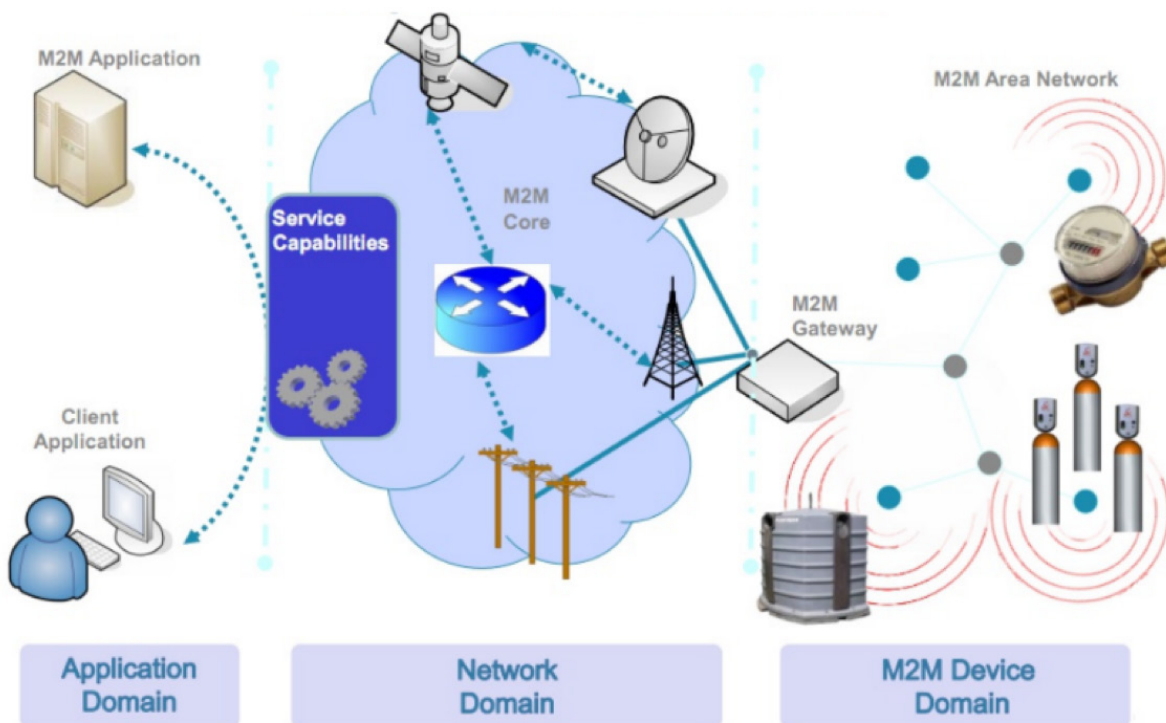 M2M Application
M2M Area Network
M2M
Core
Service
Capabilities
M2M
Gateway
Client
Application
Application
Domain
Network
Domain
M2M Device
Domain